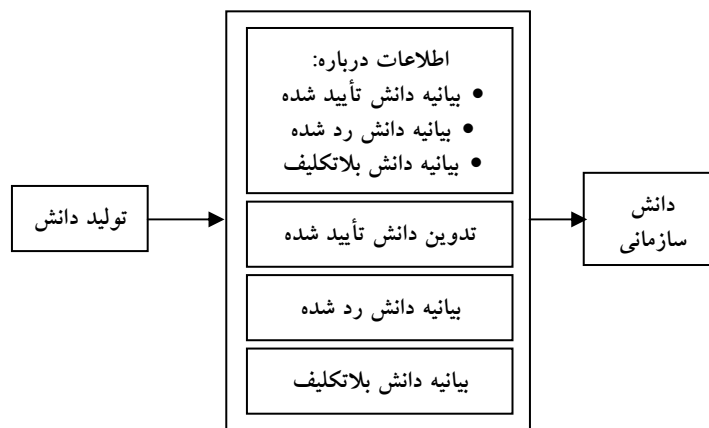 اطلاعات درباره:
• بیانیه دانش تأیید شده
• بیانیه دانش رد شده
• بیانیه دانش بلاتکلیف
تولید دانش
تدوین دانش تأیید شده
بیانیه دانش رد شده
بیانیه دانش بلاتکلیف
دانش
سازمانی